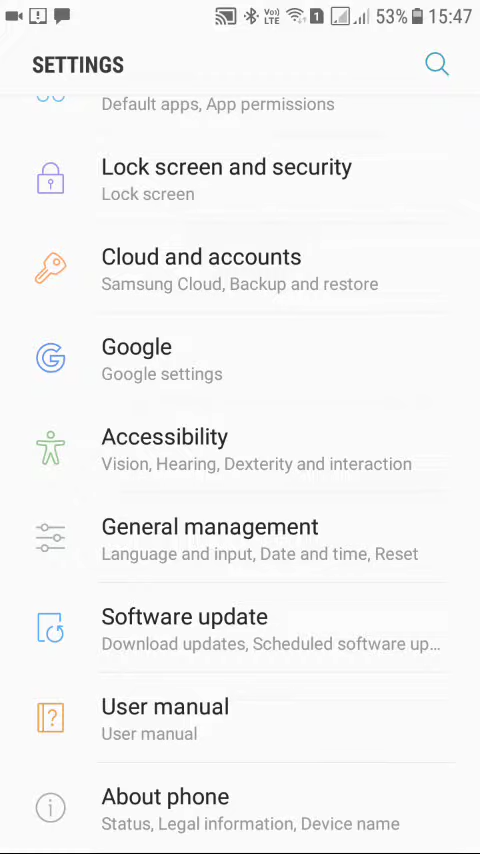 Vo)) LTE 1 53% 15:47
SETTINGS
Default apps, App permissions
Lock screen and security
Lock screen
Cloud and accounts
Samsung Cloud, Backup and restore
Google
Google settings
Accessibility
Vision, Hearing, Dexterity and interaction
General management
Language and input, Date and time, Reset
Software update
Download updates, Scheduled software up...
User manual
User manual
About phone
Status, Legal information, Device name